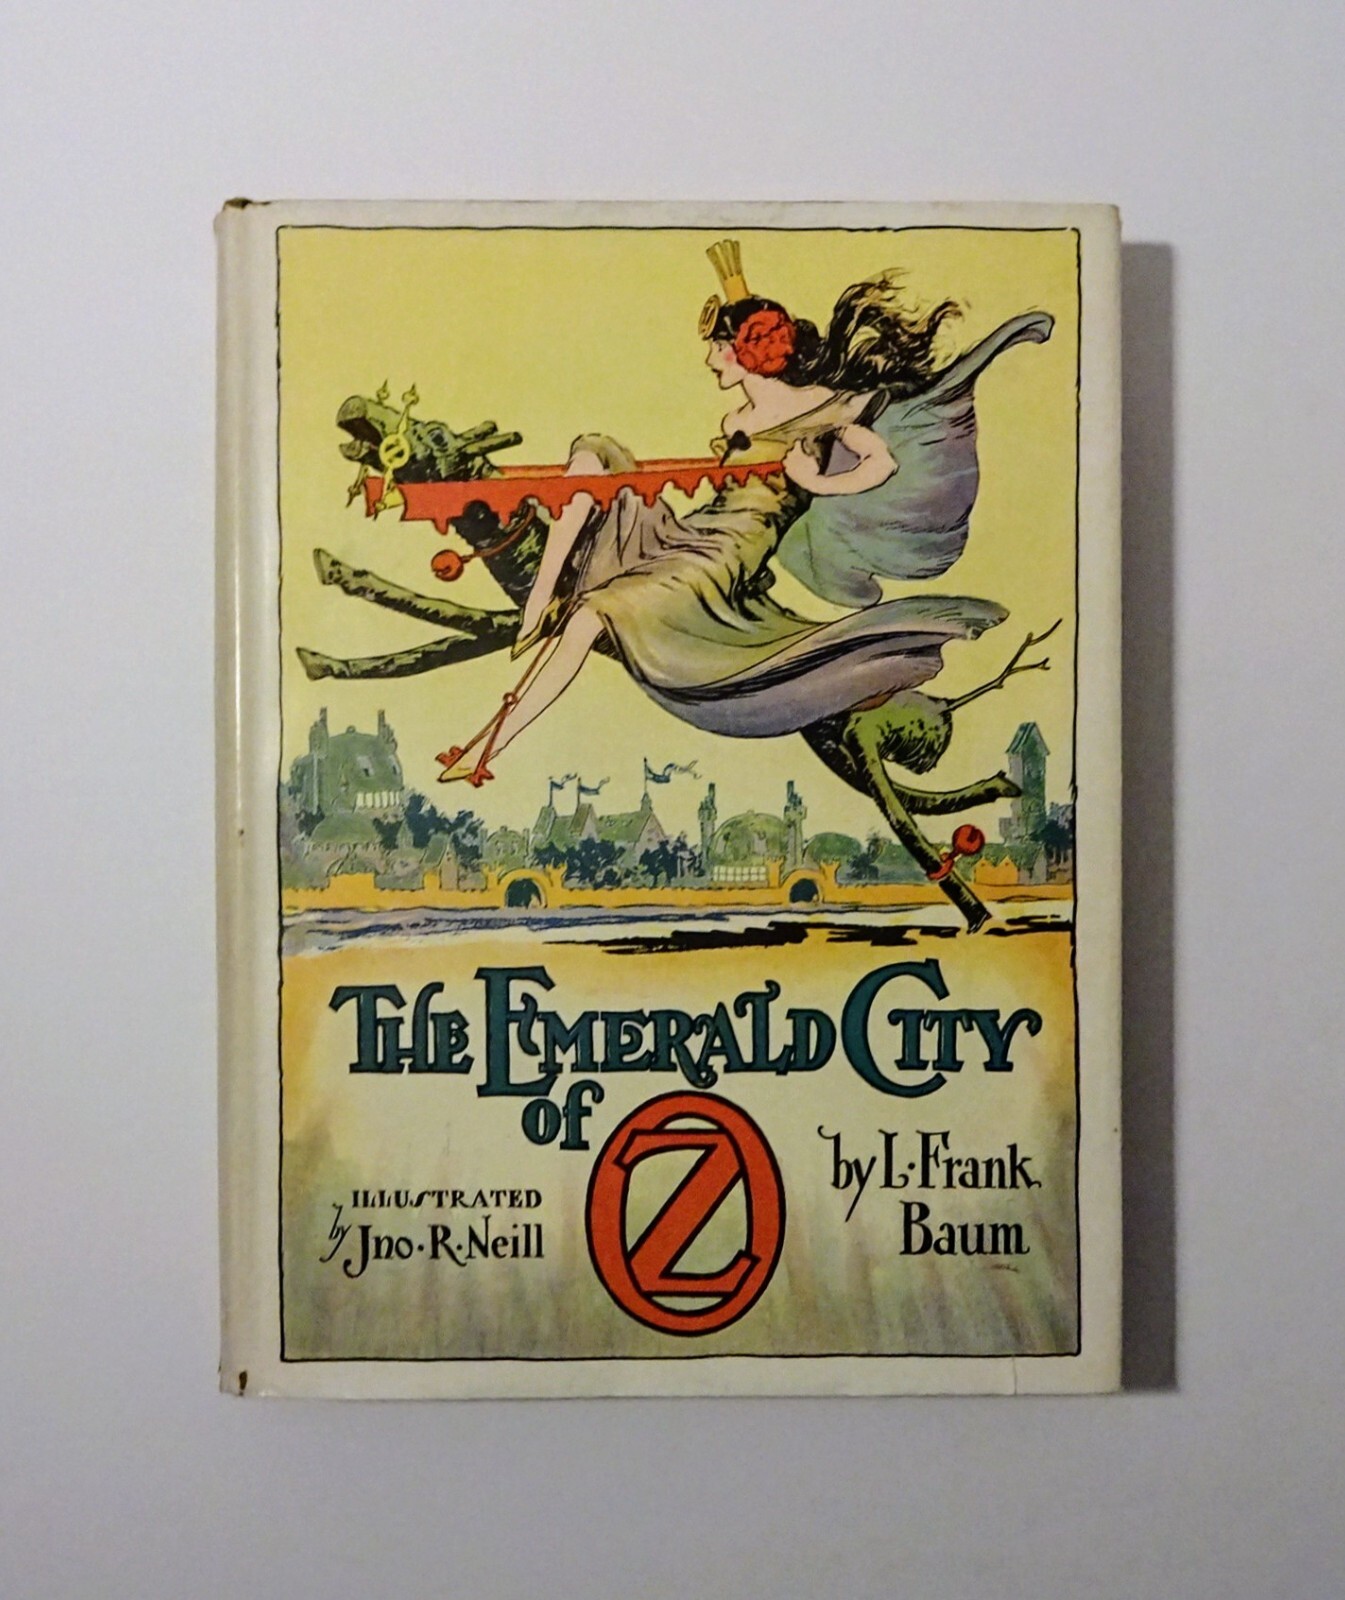 The Emerald City
of OZ
by L. Frank
Baum
Illustrated
by Jno. R. Neill